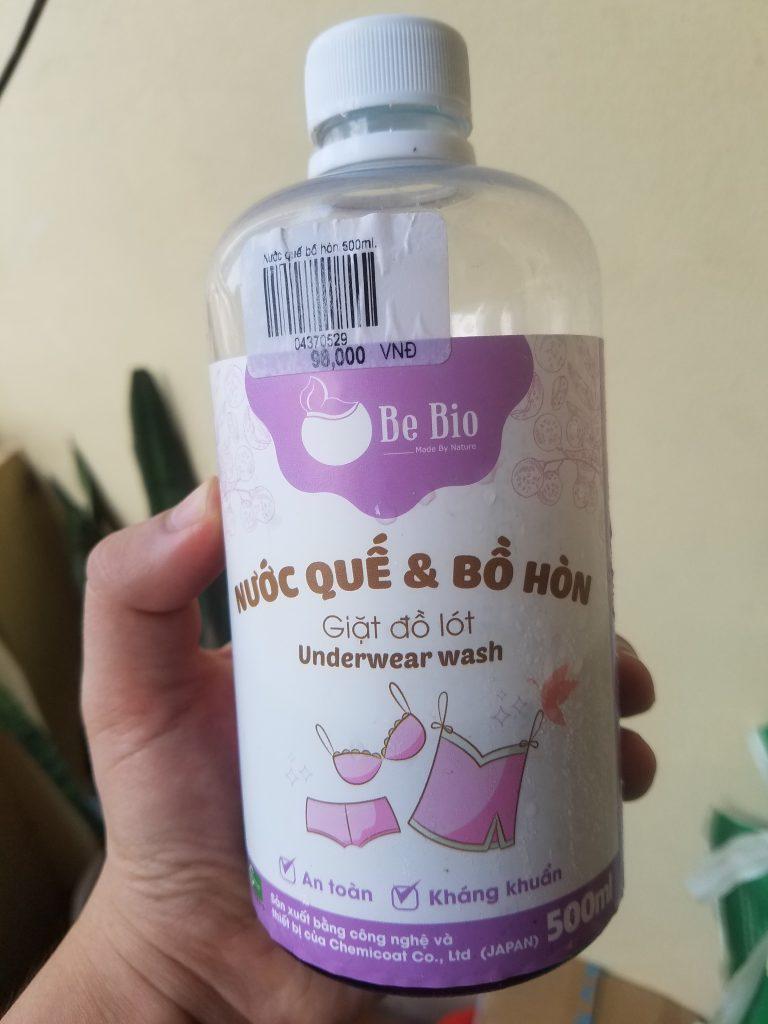 Nước quế bồ hòn 500ml.
04370529
98,000 VNĐ
Be Bio
Made By Nature
NƯỚC QUẾ & BỒ HÒN
Giặt đồ lót
Underwear wash
An toàn
Kháng khuẩn
Sản xuất bằng công nghệ và
thiết bị của Chemicoat Co., Ltd (JAPAN)
500ml